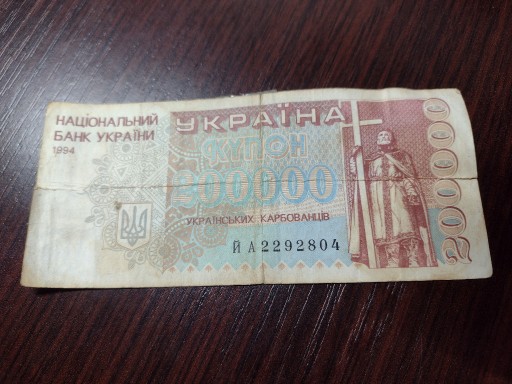 НАЦІОНАЛЬНИЙ
БАНК УКРАЇНИ
1994
УКРАЇНА
КУПОН
200000
УКРАЇНСЬКИХ КАРБОВАНЦІВ
ЙА 2292804
200000